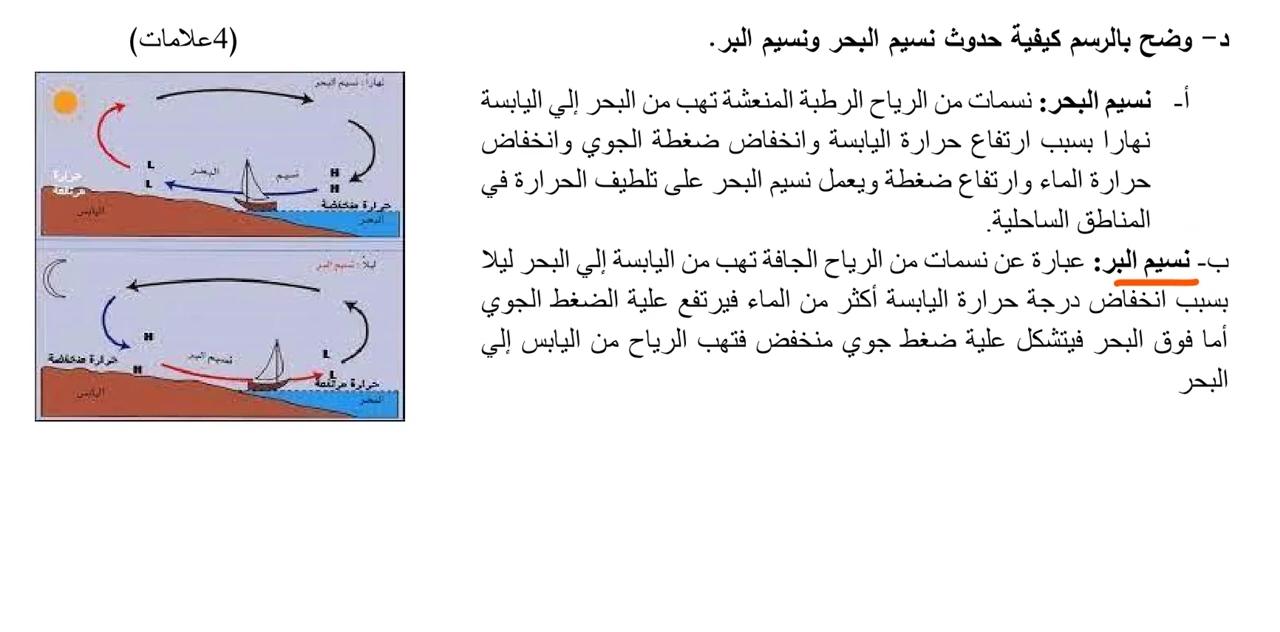 د- وضح بالرسم كيفية حدوث نسيم البحر ونسيم البر.
(4علامات)
أ- نسيم البحر: نسمات من الرياح الرطبة المنعشة تهب من البحر إلي اليابسة
نهارا بسبب ارتفاع حرارة اليابسة وانخفاض ضغطة الجوي وانخفاض
حرارة الماء وارتفاع ضغطة ويعمل نسيم البحر على تلطيف الحرارة في
المناطق الساحلية.
ب- نسيم البر: عبارة عن نسمات من الرياح الجافة تهب من اليابسة إلي البحر ليلا
بسبب انخفاض درجة حرارة اليابسة أكثر من الماء فيرتفع علية الضغط الجوي
أما فوق البحر فيتشكل علية ضغط جوي منخفض فتهب الرياح من اليابس إلي
البحر
نهاراً : نسيم البحر
L
H
نسيم البحر
L
H
حرارة مرتفعة
حرارة منخفضة
اليابس
البحر
ليلاً : نسيم البر
H
L
نسيم البر
حرارة منخفضة
H
L
حرارة مرتفعة
اليابس
البحر